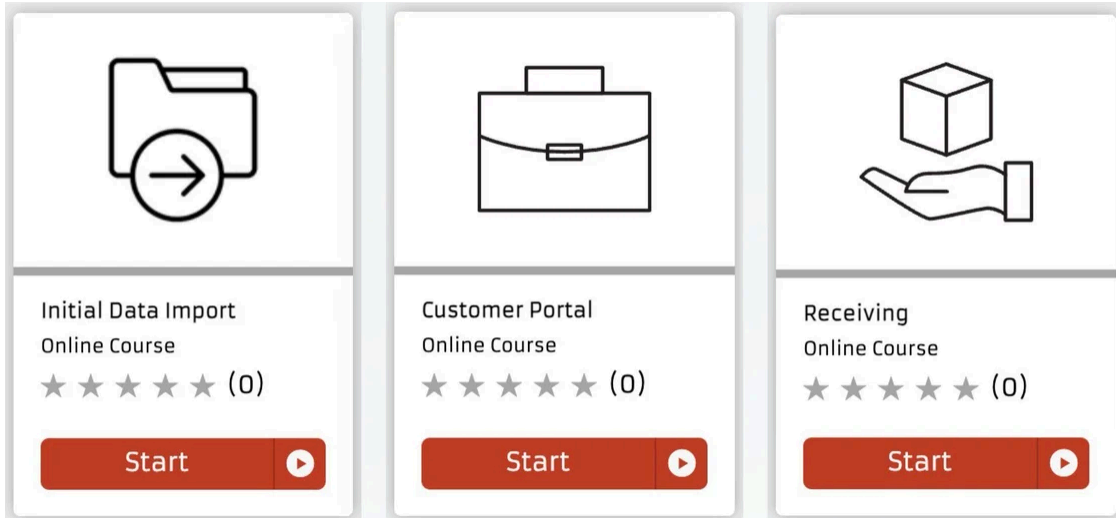 Initial Data Import
Online Course
(0)
Start
Customer Portal
Online Course
(0)
Start
Receiving
Online Course
(0)
Start